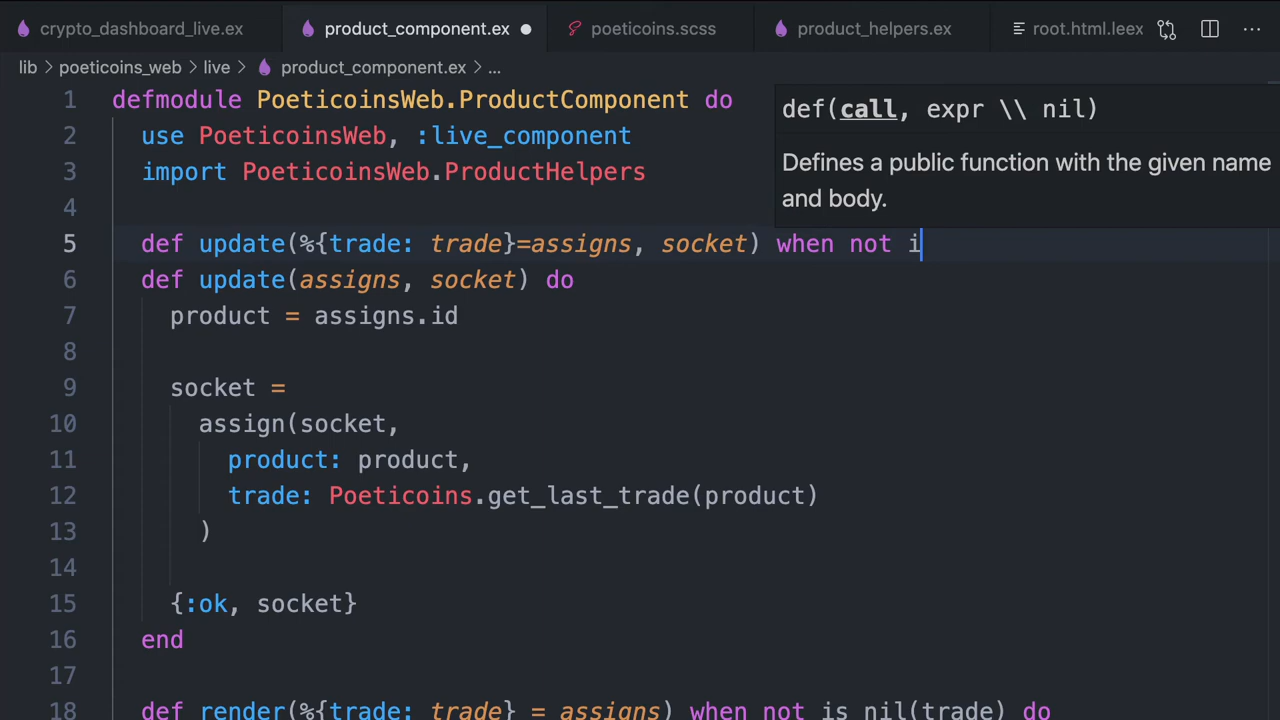 crypto_dashboard_live.ex product_component.ex poeticoins.scss product_helpers.ex root.html.leex ...
lib > poeticoins_web > live > product_component.ex > ...
1 defmodule PoeticoinsWeb.ProductComponent do
def(call, expr \\ nil)
2 use PoeticoinsWeb, :live_component
Defines a public function with the given name
and body.
3 import PoeticoinsWeb.ProductHelpers
4
5 def update(%{trade: trade}=assigns, socket) when not i
6 def update(assigns, socket) do
7 product = assigns.id
8
9 socket =
10 assign(socket,
11 product: product,
12 trade: Poeticoins.get_last_trade(product)
13 )
14
15 {:ok, socket}
16 end
17
18 def render(%{trade: trade} = assigns) when not is_nil(trade) do